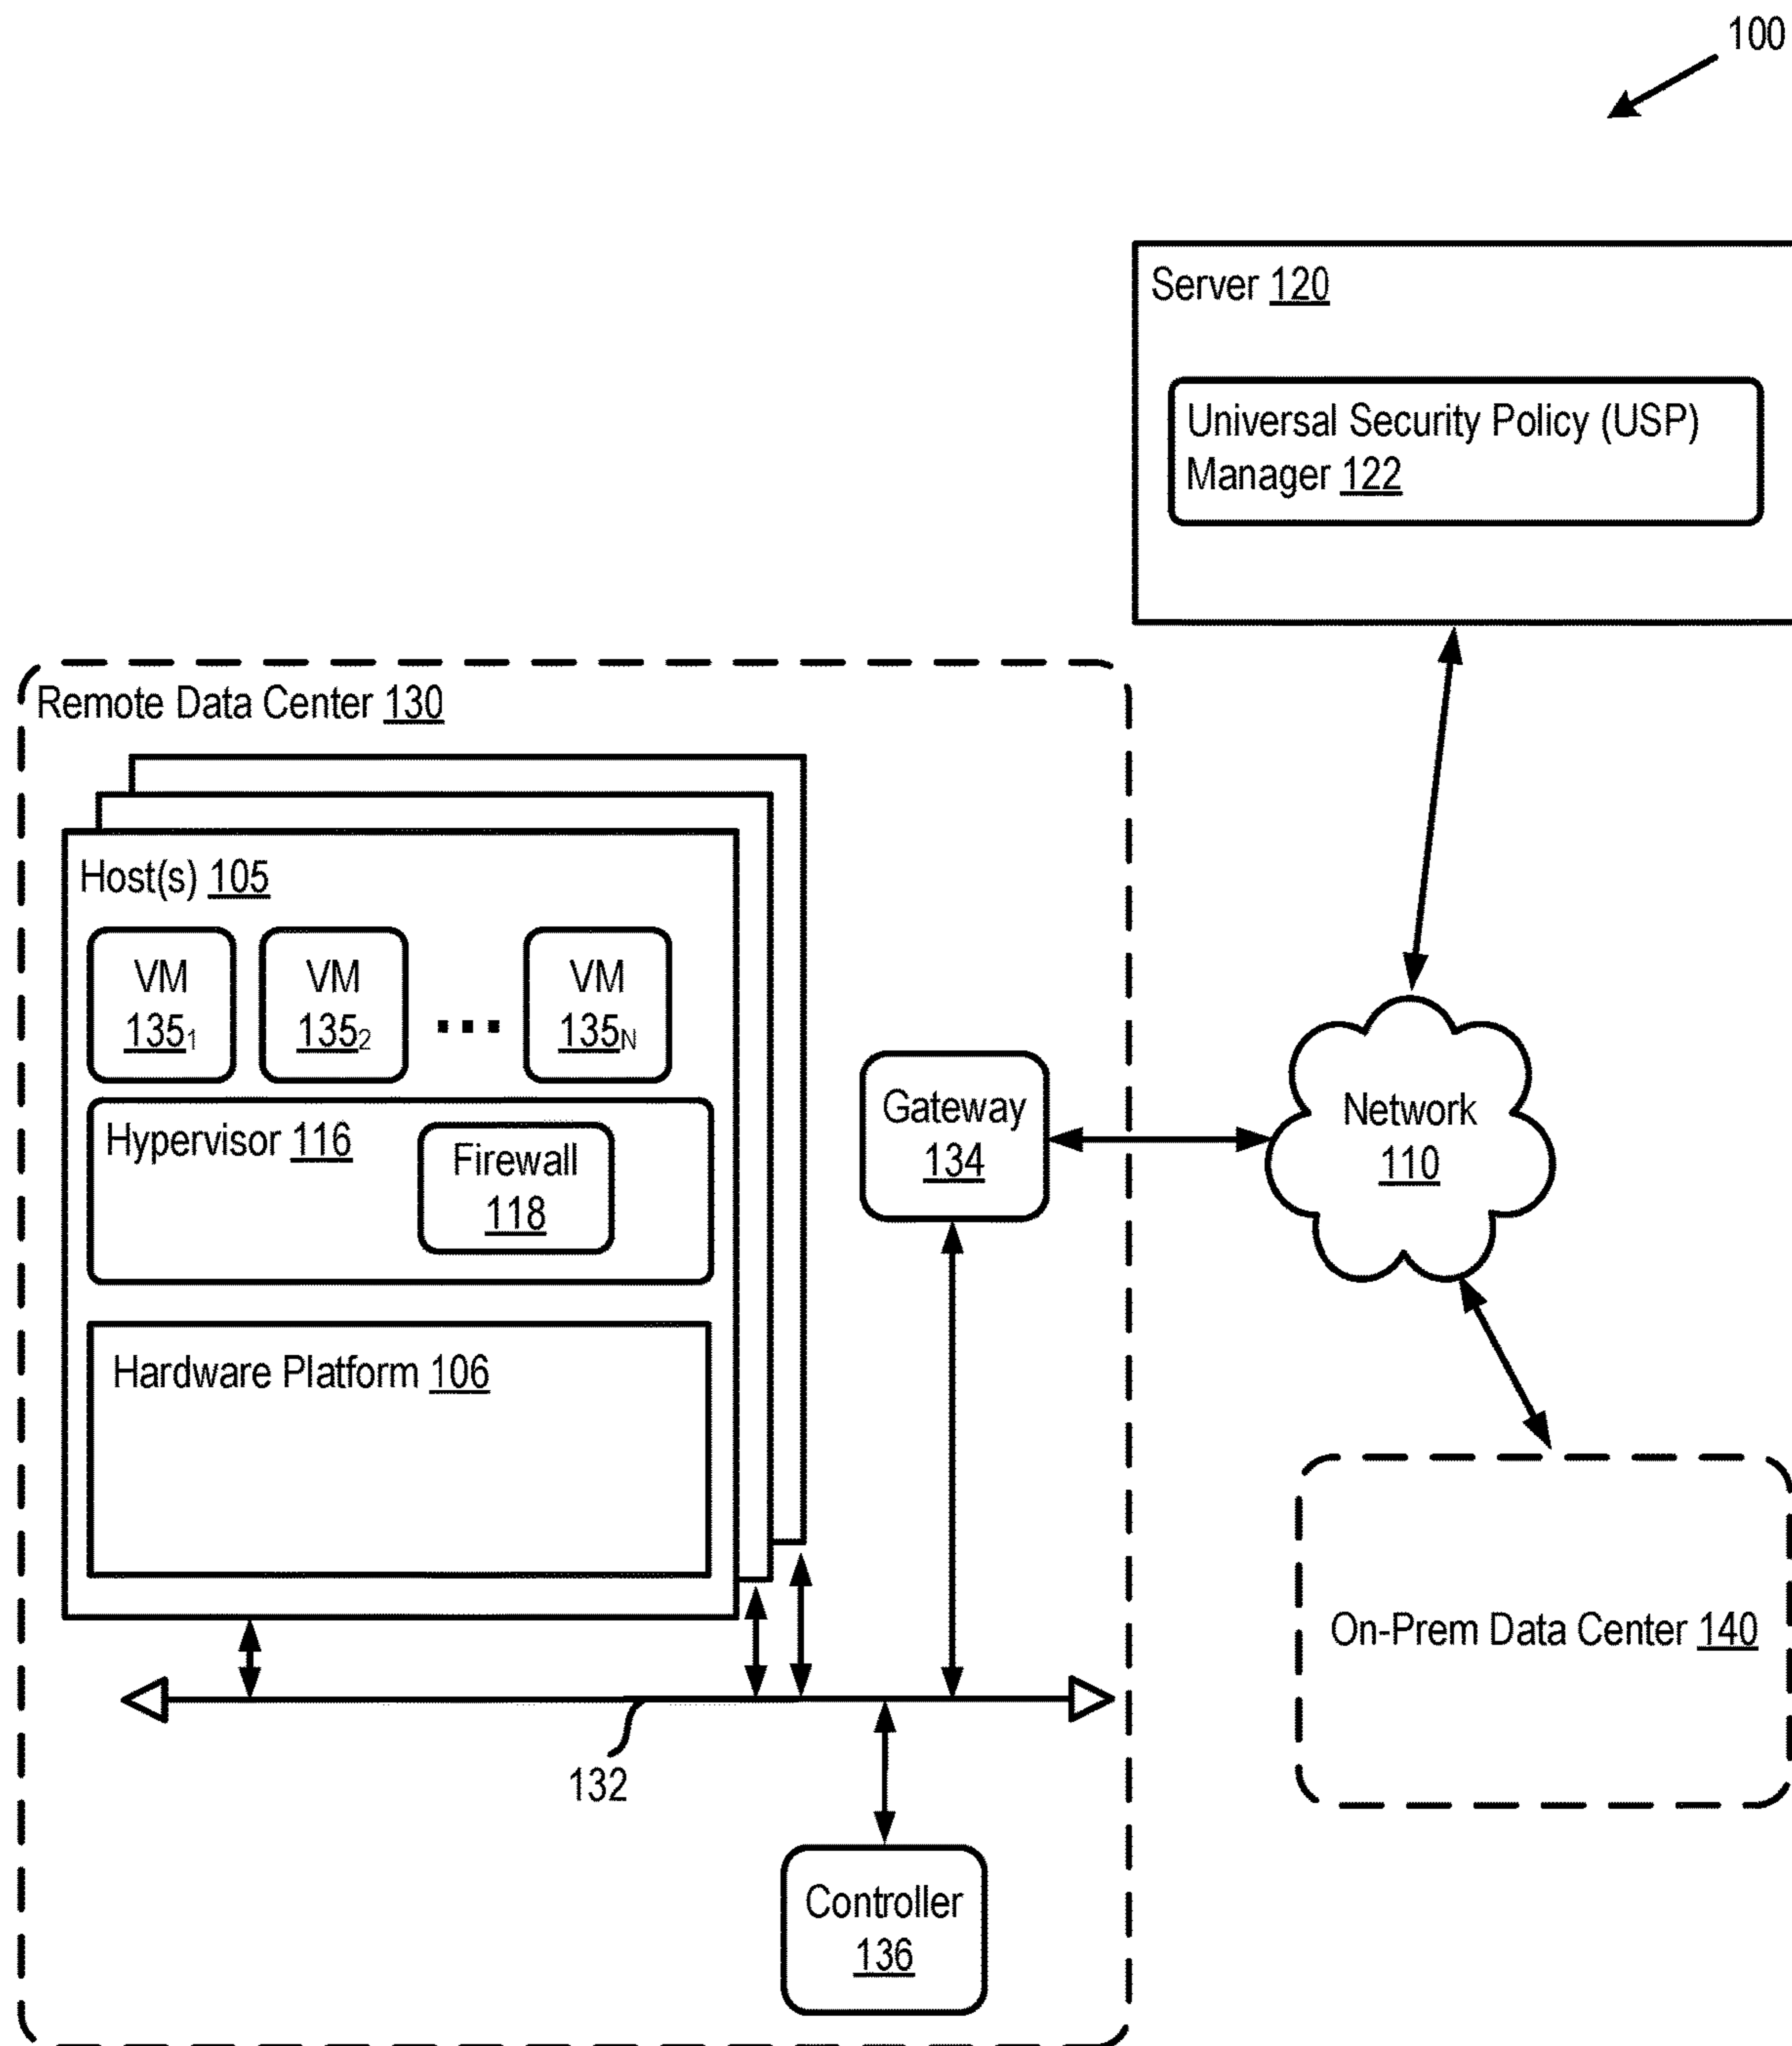 100
Server 120
Universal Security Policy (USP)
Manager 122
Remote Data Center 130
Host(s) 105
VM
135₁
VM
135₂
...
VM
135ₙ
Hypervisor 116
Firewall
118
Hardware Platform 106
Gateway
134
Network
110
On-Prem Data Center 140
132
Controller
136